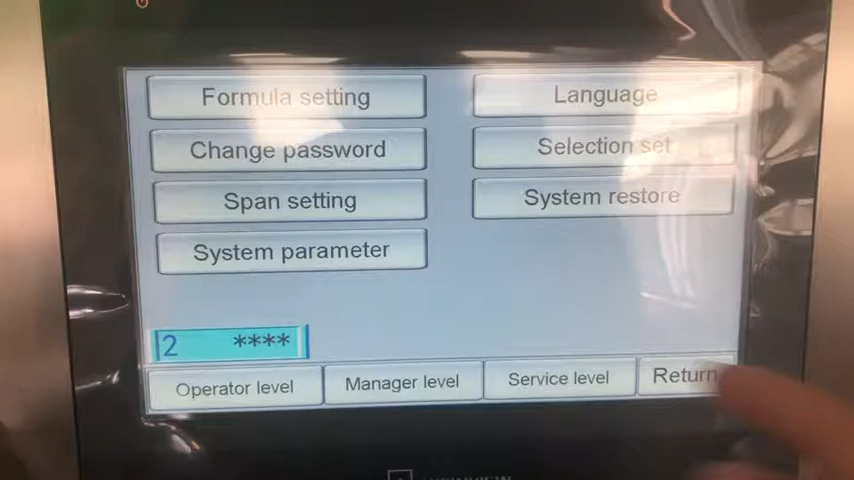 Formula setting
Language
Change password
Selection set
Span setting
System restore
System parameter
2 ****
Operator level
Manager level
Service level
Return